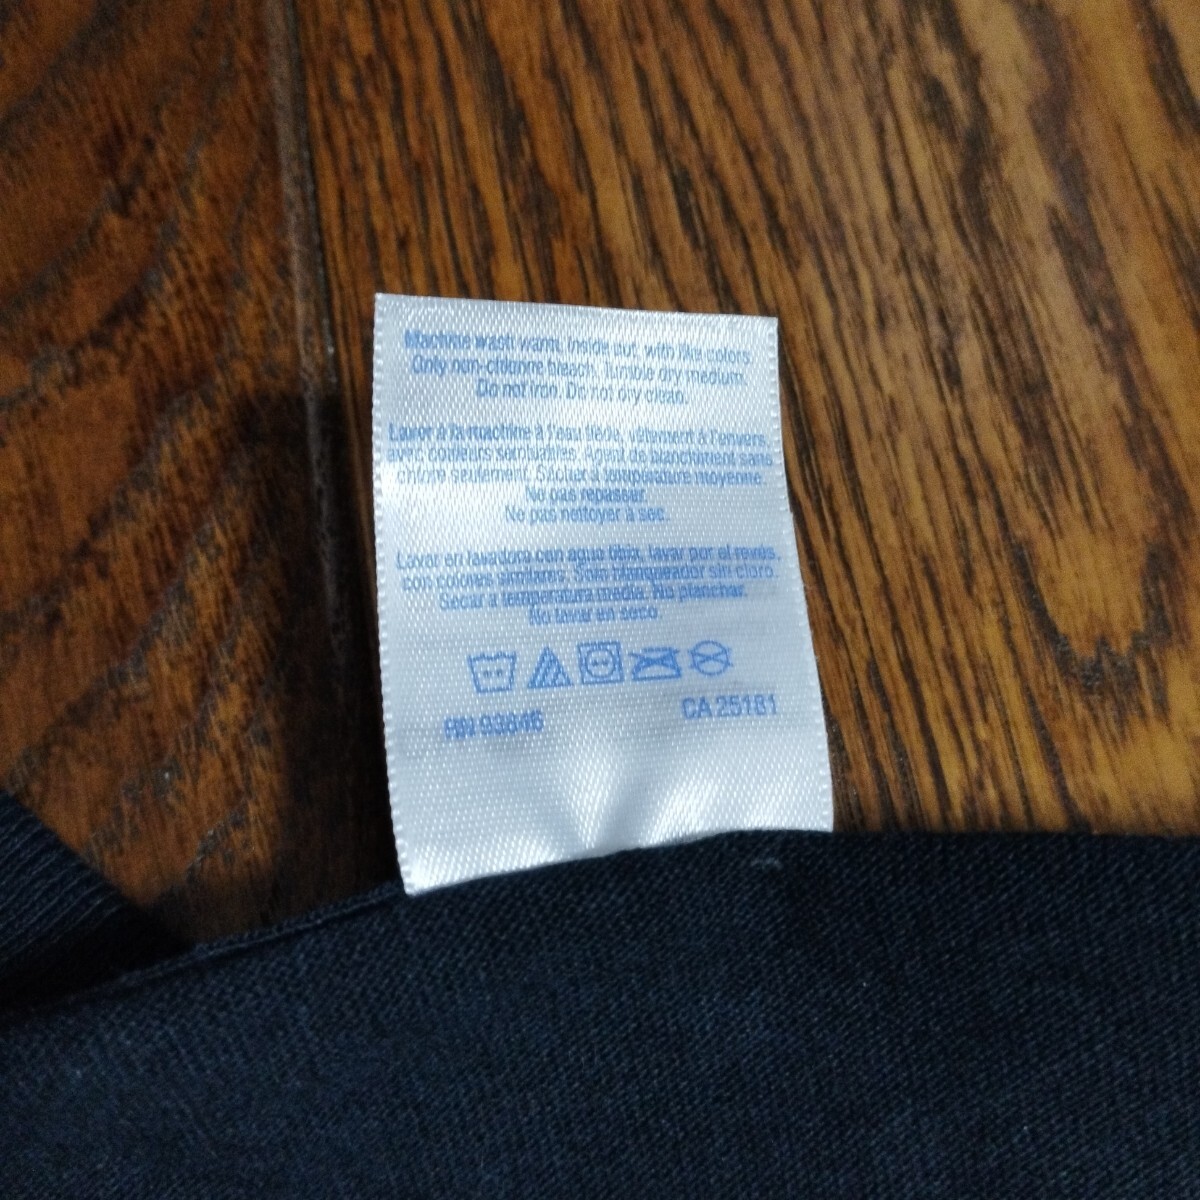 Machine wash warm, inside out, with like colors.
Only non-chlorine bleach. Tumble dry medium.
Do not iron. Do not dry clean.
Laver à la machine à l'eau tiède, vêtement à l'envers,
avec couleurs semblables. Agent de blanchiment sans
chlore seulement. Sécher à température moyenne.
Ne pas repasser.
Ne pas nettoyer à sec.
Lavar en lavadora con agua tibia, lavar por el revés,
con colores similares. Solo blanqueador sin cloro.
Secar a temperatura media. No planchar.
No lavar en seco.
RN 93646
CA 25181